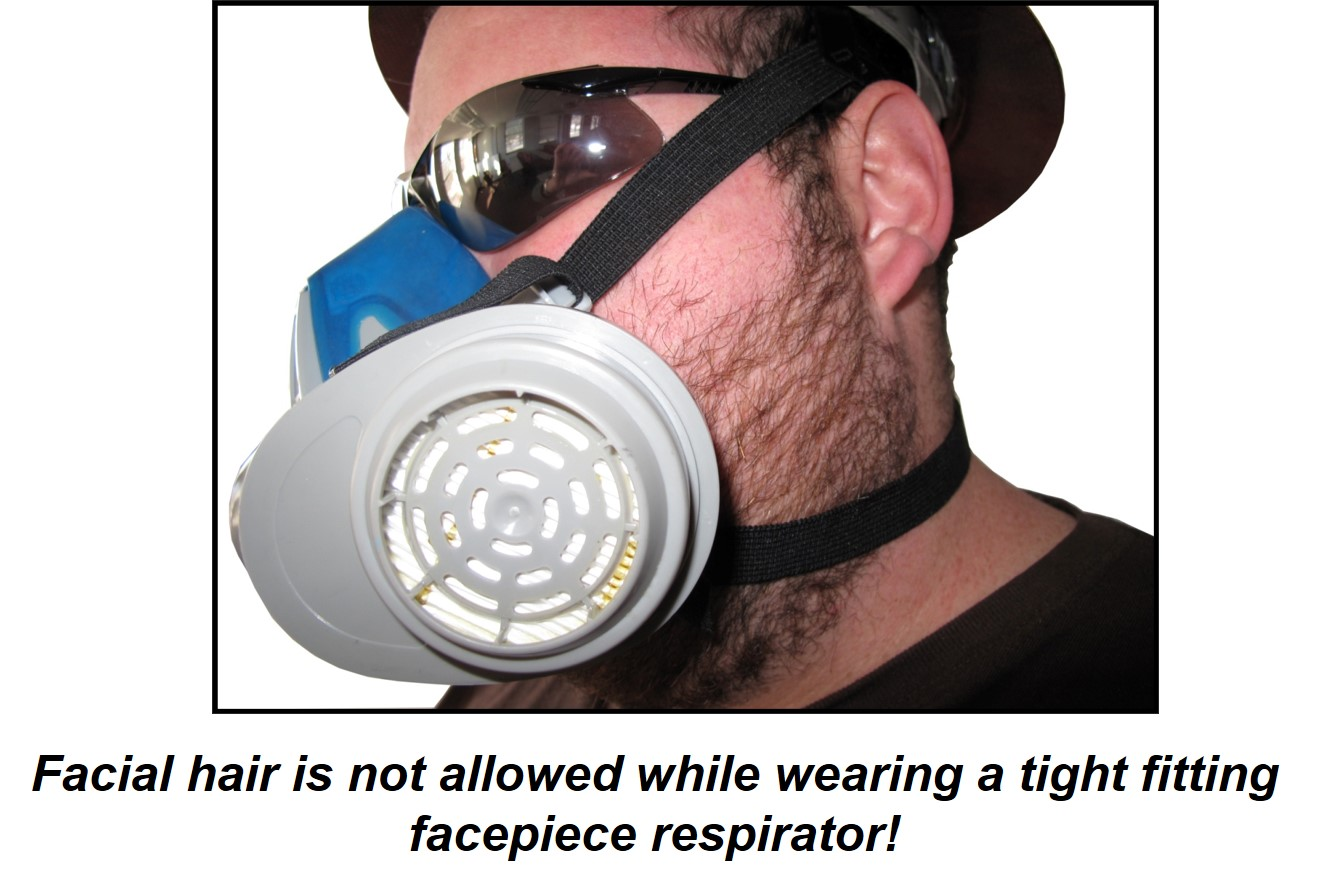 Facial hair is not allowed while wearing a tight fitting
facepiece respirator!